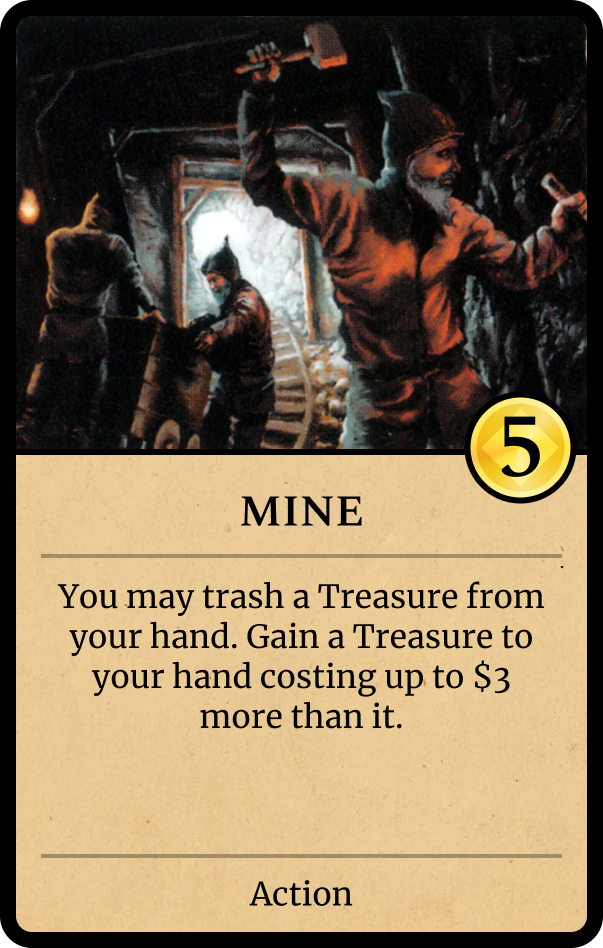 5
MINE
You may trash a Treasure from
your hand. Gain a Treasure to
your hand costing up to $3
more than it.
Action